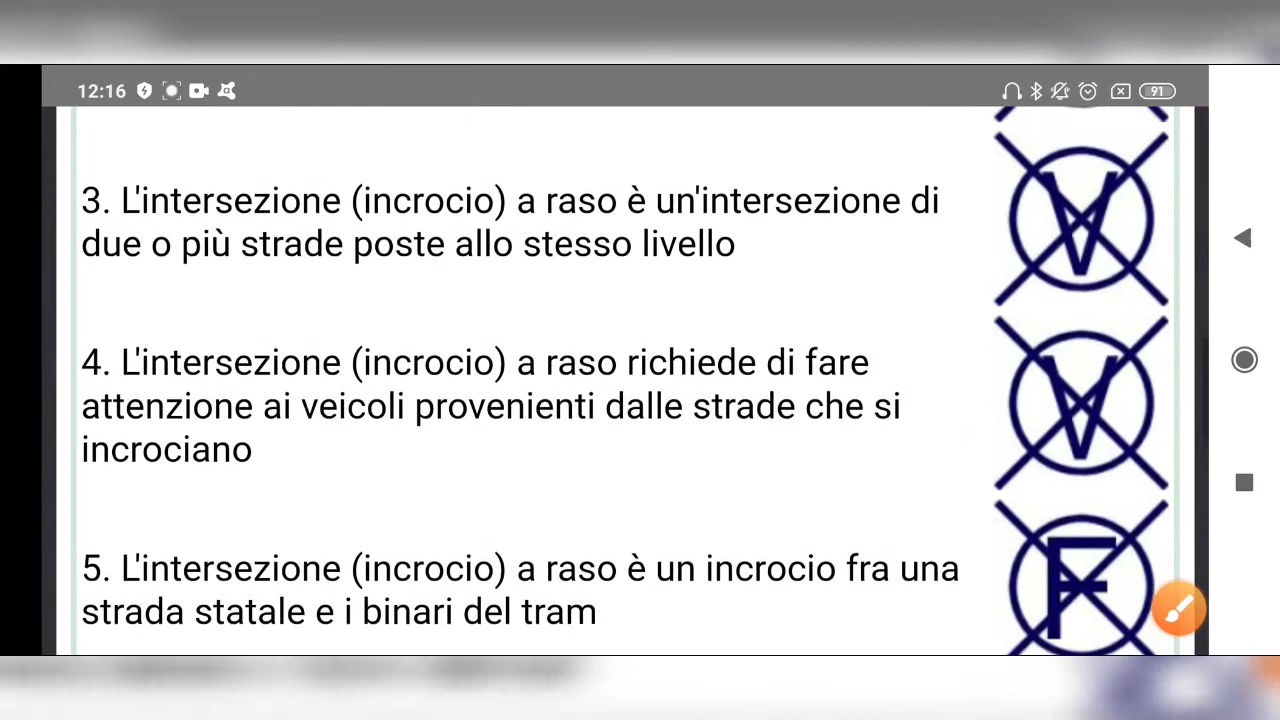 12:16
91
3. L'intersezione (incrocio) a raso è un'intersezione di
due o più strade poste allo stesso livello
V
4. L'intersezione (incrocio) a raso richiede di fare
attenzione ai veicoli provenienti dalle strade che si
incrociano
V
5. L'intersezione (incrocio) a raso è un incrocio fra una
strada statale e i binari del tram
F